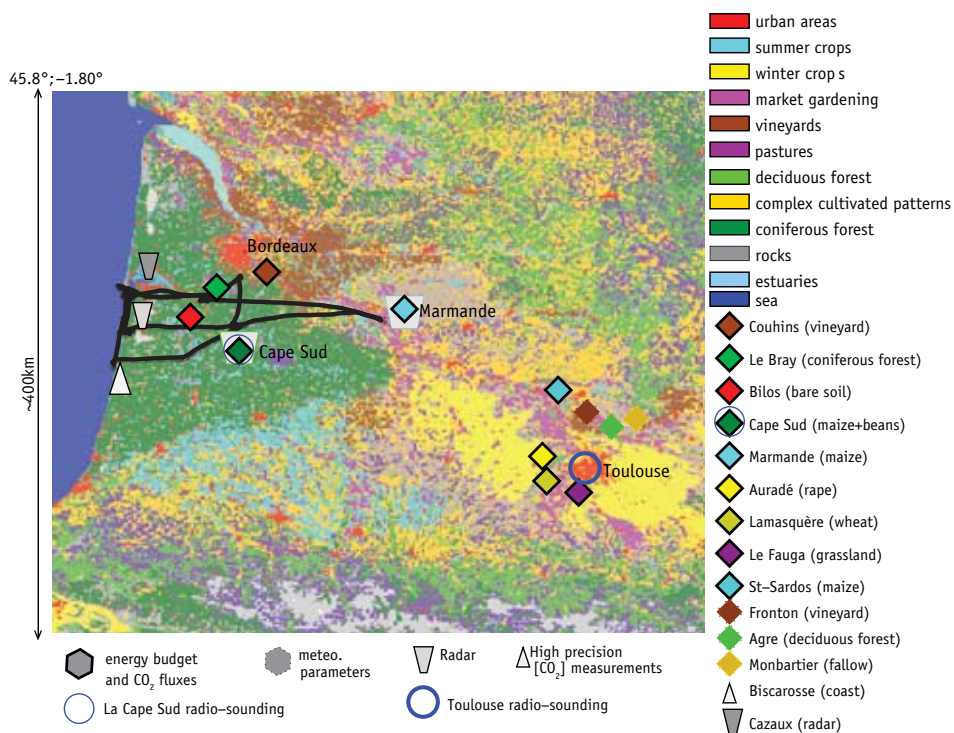 45.8°;–1.80°
~400km
Bordeaux
Marmande
Cape Sud
Toulouse
urban areas
summer crops
winter crop s
market gardening
vineyards
pastures
deciduous forest
complex cultivated patterns
coniferous forest
rocks
estuaries
sea
Couhins (vineyard)
Le Bray (coniferous forest)
Bilos (bare soil)
Cape Sud (maize+beans)
Marmande (maize)
Auradé (rape)
Lamasquère (wheat)
Le Fauga (grassland)
St–Sardos (maize)
Fronton (vineyard)
Agre (deciduous forest)
Monbartier (fallow)
Biscarosse (coast)
Cazaux (radar)
energy budget
and CO₂ fluxes
meteo.
parameters
Radar
High precision
[CO₂] measurements
La Cape Sud radio–sounding
Toulouse radio–sounding